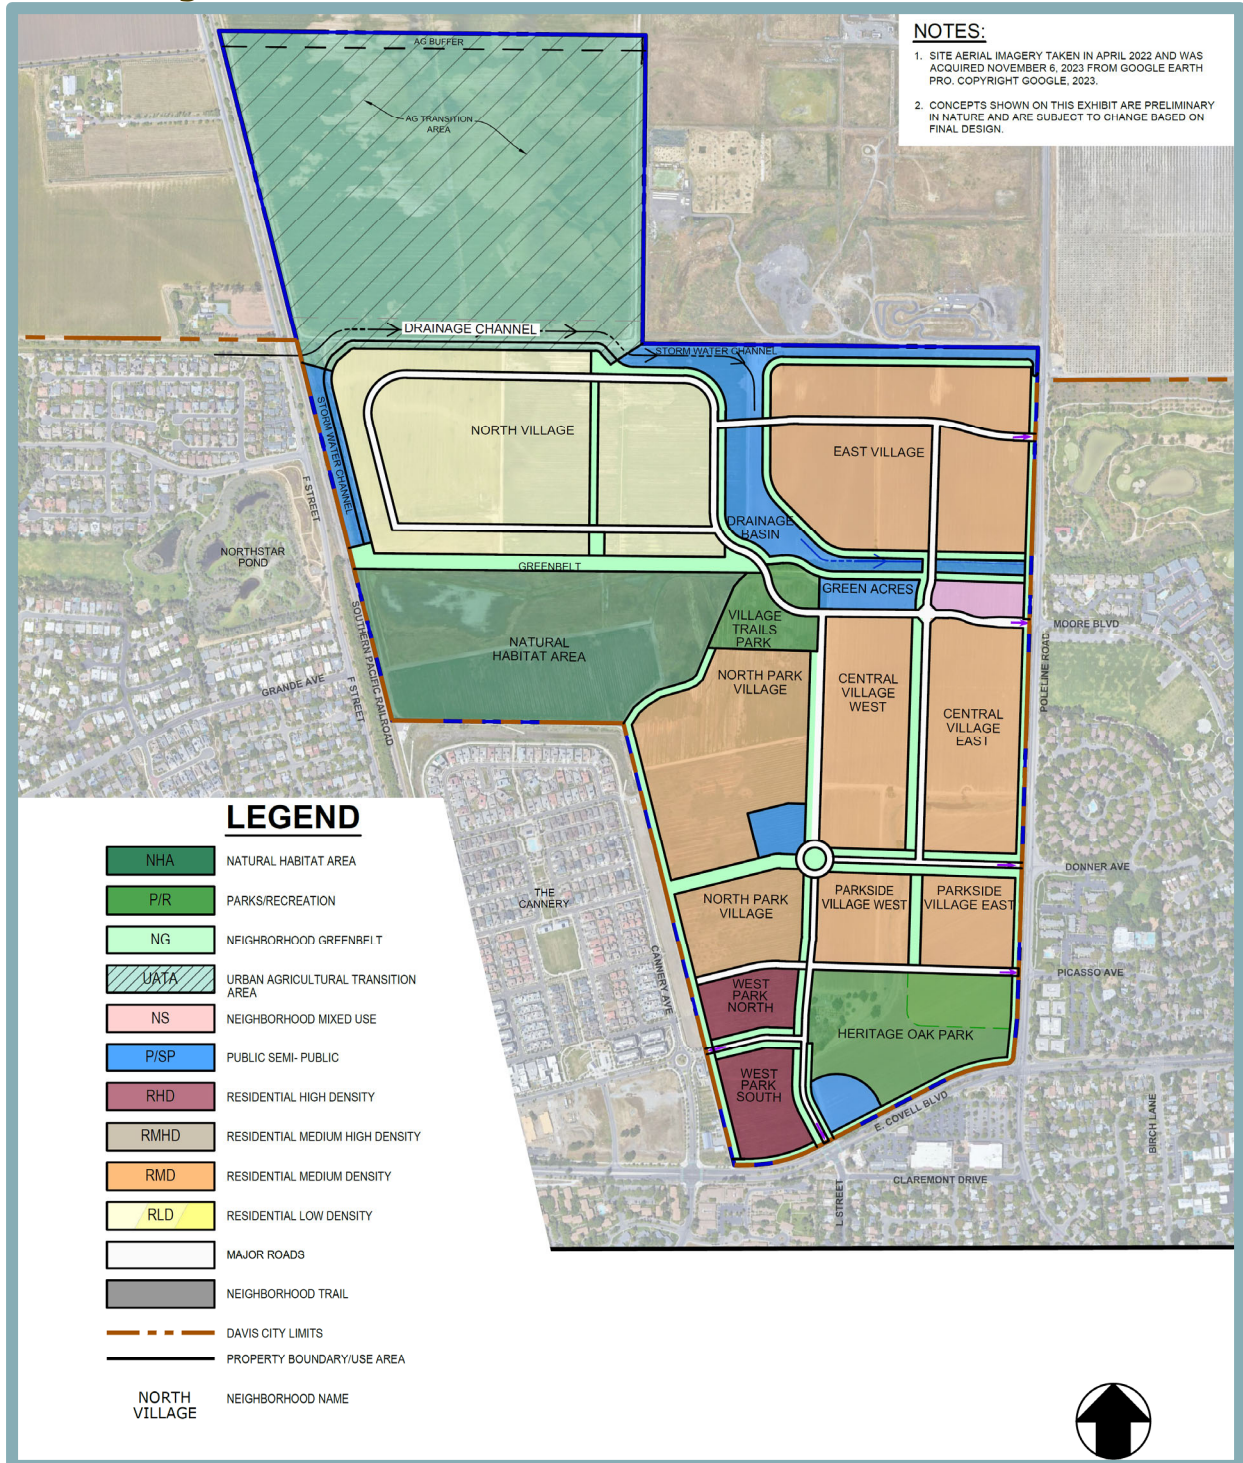 NOTES:
1. SITE AERIAL IMAGERY TAKEN IN APRIL 2022 AND WAS
ACQUIRED NOVEMBER 6, 2023 FROM GOOGLE EARTH
PRO. COPYRIGHT GOOGLE, 2023.
2. CONCEPTS SHOWN ON THIS EXHIBIT ARE PRELIMINARY
IN NATURE AND ARE SUBJECT TO CHANGE BASED ON
FINAL DESIGN.
AG BUFFER
AG TRANSITION
AREA
DRAINAGE CHANNEL
STORM WATER CHANNEL
STORM WATER CHANNEL
NORTH VILLAGE
EAST VILLAGE
F STREET
DRAINAGE
BASIN
NORTHSTAR
POND
GREENBELT
GREEN ACRES
VILLAGE
TRAILS
PARK
MOORE BLVD
NATURAL
HABITAT AREA
SOUTHERN PACIFIC RAILROAD
F STREET
GRANDE AVE
POLELINE ROAD
NORTH PARK
VILLAGE
CENTRAL
VILLAGE
WEST
CENTRAL
VILLAGE
EAST
DONNER AVE
THE
CANNERY
NORTH PARK
VILLAGE
PARKSIDE
VILLAGE WEST
PARKSIDE
VILLAGE EAST
CANNERY AVE
PICASSO AVE
WEST
PARK
NORTH
HERITAGE OAK PARK
WEST
PARK
SOUTH
E. COVELL BLVD
BIRCH LANE
CLAREMONT DRIVE
L STREET
LEGEND
NHA NATURAL HABITAT AREA
P/R PARKS/RECREATION
NG NEIGHBORHOOD GREENBELT
UATA URBAN AGRICULTURAL TRANSITION
AREA
NS NEIGHBORHOOD MIXED USE
P/SP PUBLIC SEMI- PUBLIC
RHD RESIDENTIAL HIGH DENSITY
RMHD RESIDENTIAL MEDIUM HIGH DENSITY
RMD RESIDENTIAL MEDIUM DENSITY
RLD RESIDENTIAL LOW DENSITY
MAJOR ROADS
NEIGHBORHOOD TRAIL
DAVIS CITY LIMITS
PROPERTY BOUNDARY/USE AREA
NORTH
VILLAGE
NEIGHBORHOOD NAME